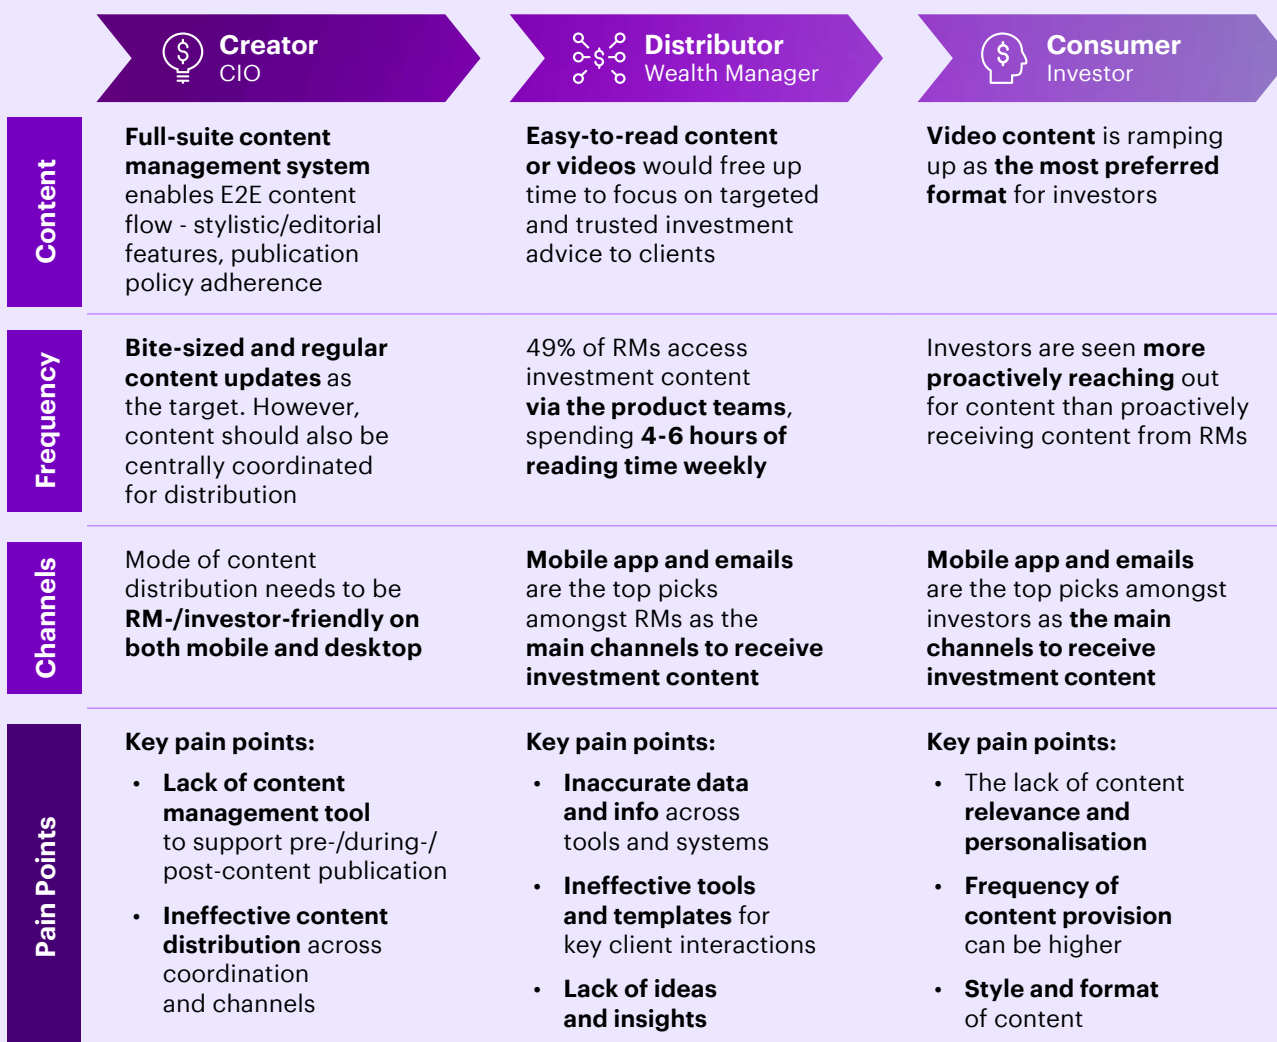 Creator
CIO
Distributor
Wealth Manager
Consumer
Investor
Content
Full-suite content
management system
enables E2E content
flow - stylistic/editorial
features, publication
policy adherence
Easy-to-read content
or videos would free up
time to focus on targeted
and trusted investment
advice to clients
Video content is ramping
up as the most preferred
format for investors
Frequency
Bite-sized and regular
content updates as
the target. However,
content should also be
centrally coordinated
for distribution
49% of RMs access
investment content
via the product teams,
spending 4-6 hours of
reading time weekly
Investors are seen more
proactively reaching out
for content than proactively
receiving content from RMs
Channels
Mode of content
distribution needs to be
RM-/investor-friendly on
both mobile and desktop
Mobile app and emails
are the top picks
amongst RMs as the
main channels to receive
investment content
Mobile app and emails
are the top picks amongst
investors as the main
channels to receive
investment content
Pain Points
Key pain points:
• Lack of content
management tool
to support pre-/during-/
post-content publication
• Ineffective content
distribution across
coordination
and channels
Key pain points:
• Inaccurate data
and info across
tools and systems
• Ineffective tools
and templates for
key client interactions
• Lack of ideas
and insights
Key pain points:
• The lack of content
relevance and
personalisation
• Frequency of
content provision
can be higher
• Style and format
of content